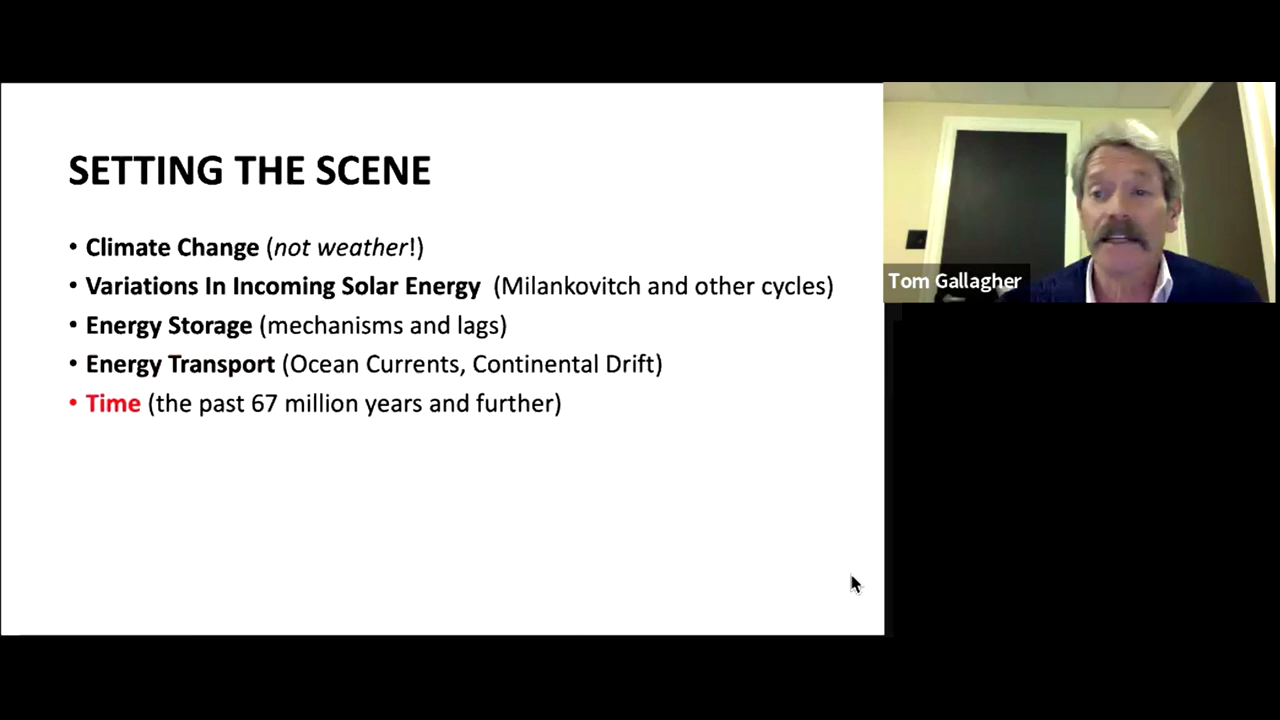 SETTING THE SCENE
• Climate Change (not weather!)
• Variations In Incoming Solar Energy (Milankovitch and other cycles)
• Energy Storage (mechanisms and lags)
• Energy Transport (Ocean Currents, Continental Drift)
• Time (the past 67 million years and further)
Tom Gallagher